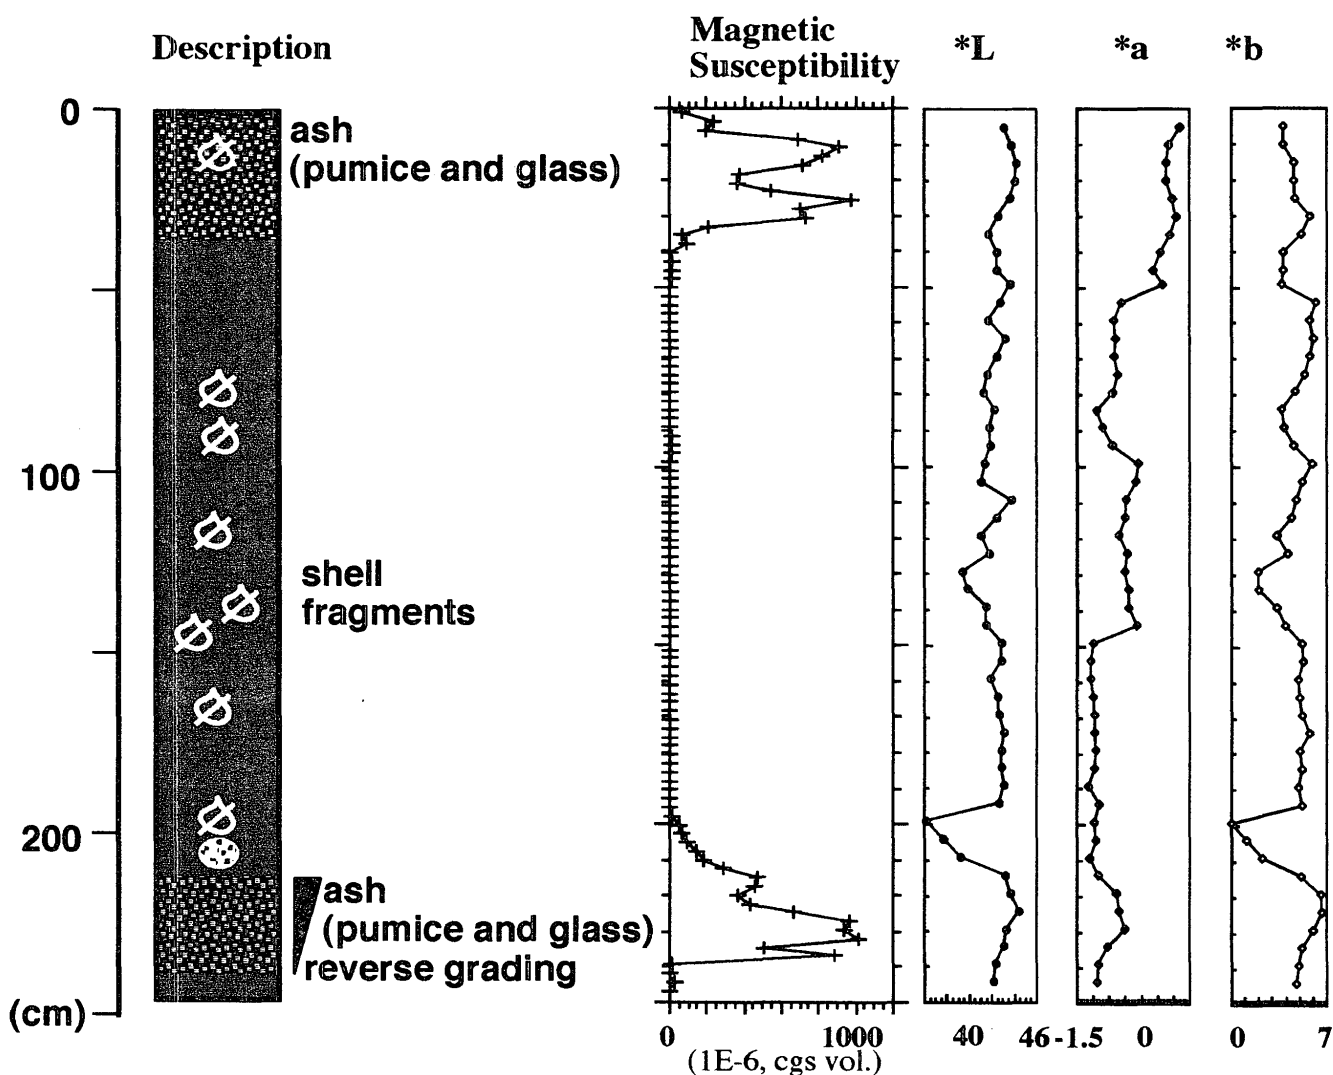 Description
Magnetic
Susceptibility
*L
*a
*b
0
ash
(pumice and glass)
100
shell
fragments
200
ash
(pumice and glass)
reverse grading
(cm)
0
1000
(1E-6, cgs vol.)
40
46
-1.5
0
0
7